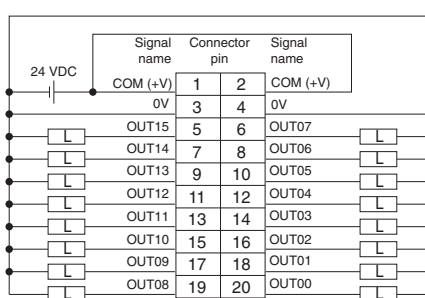 Signal name Connector pin Signal name
24 VDC
COM (+V) 1 2 COM (+V)
0V 3 4 0V
L OUT15 5 6 OUT07 L
L OUT14 7 8 OUT06 L
L OUT13 9 10 OUT05 L
L OUT12 11 12 OUT04 L
L OUT11 13 14 OUT03 L
L OUT10 15 16 OUT02 L
L OUT09 17 18 OUT01 L
L OUT08 19 20 OUT00 L